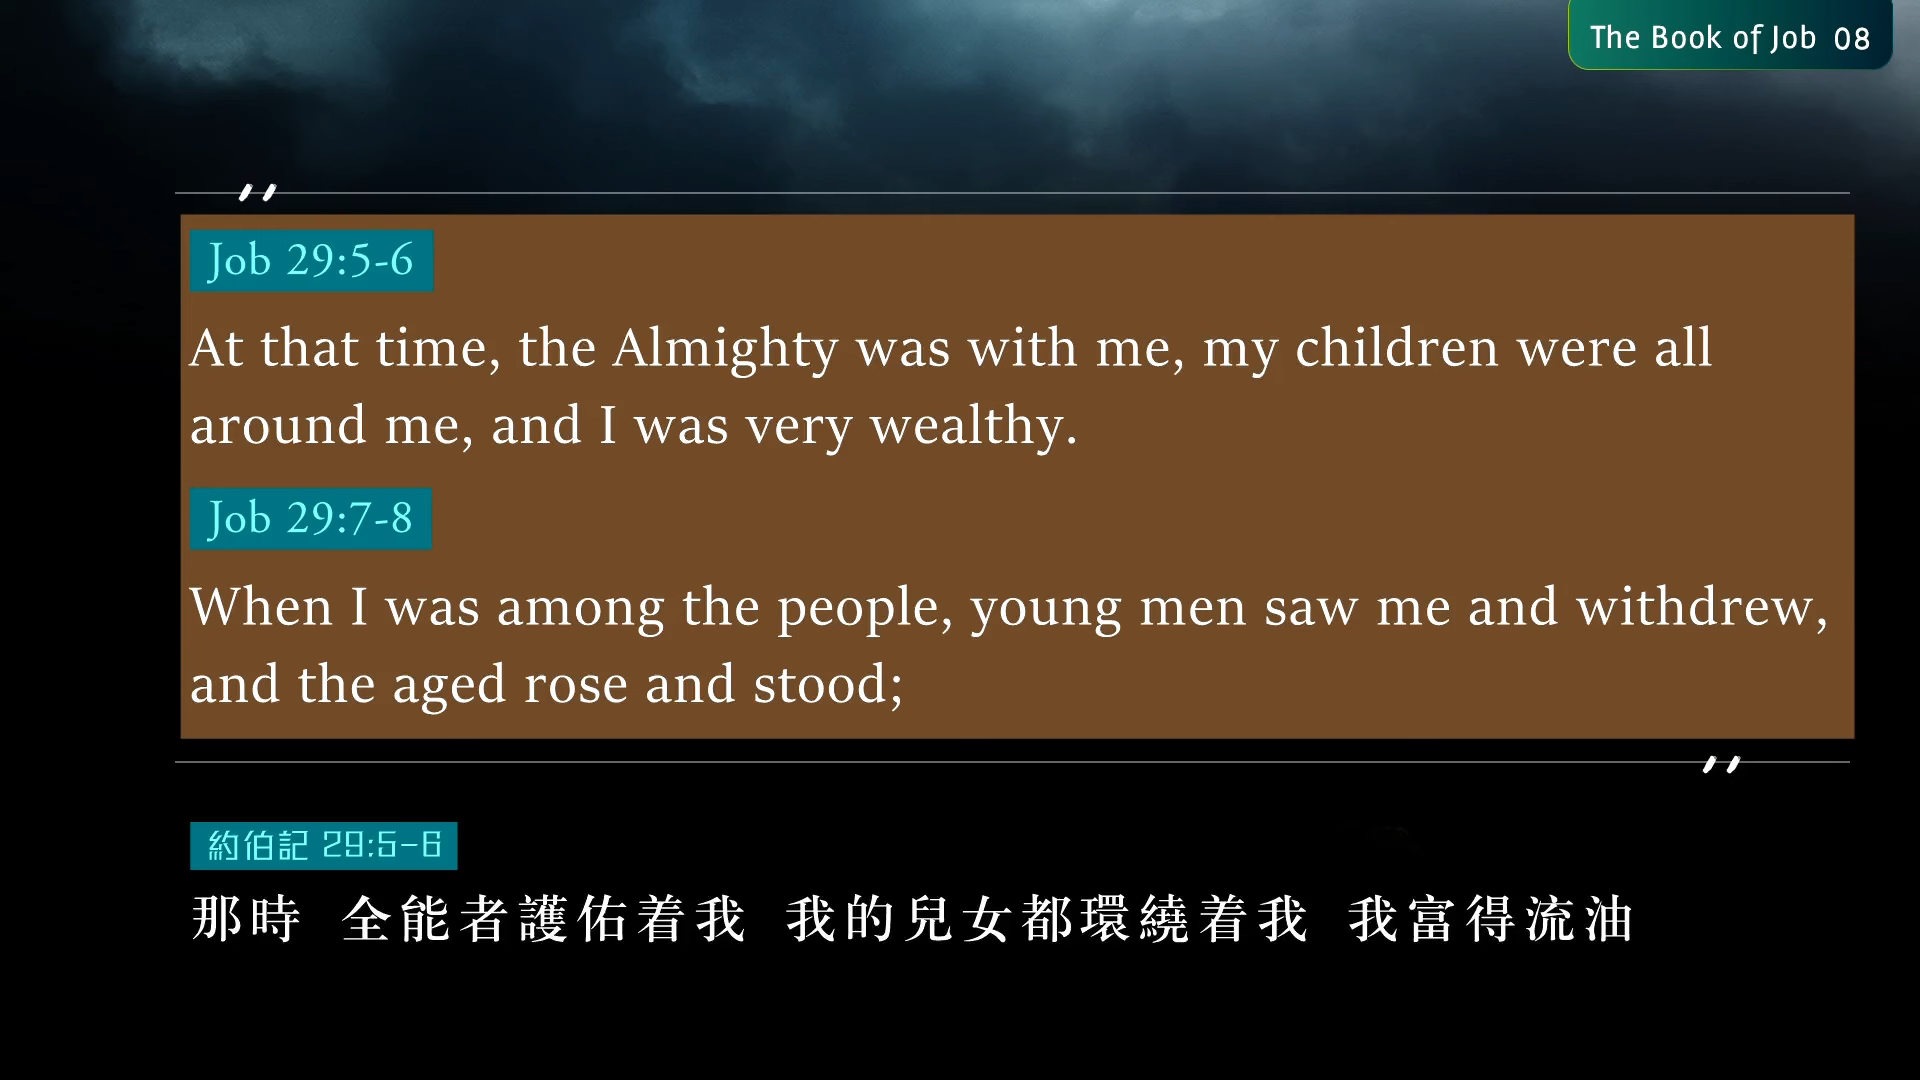 The Book of Job 08
Job 29:5-6
At that time, the Almighty was with me, my children were all
around me, and I was very wealthy.
Job 29:7-8
When I was among the people, young men saw me and withdrew,
and the aged rose and stood;
約伯記 29:5-6
那時 全能者護佑着我 我的兒女都環繞着我 我富得流油